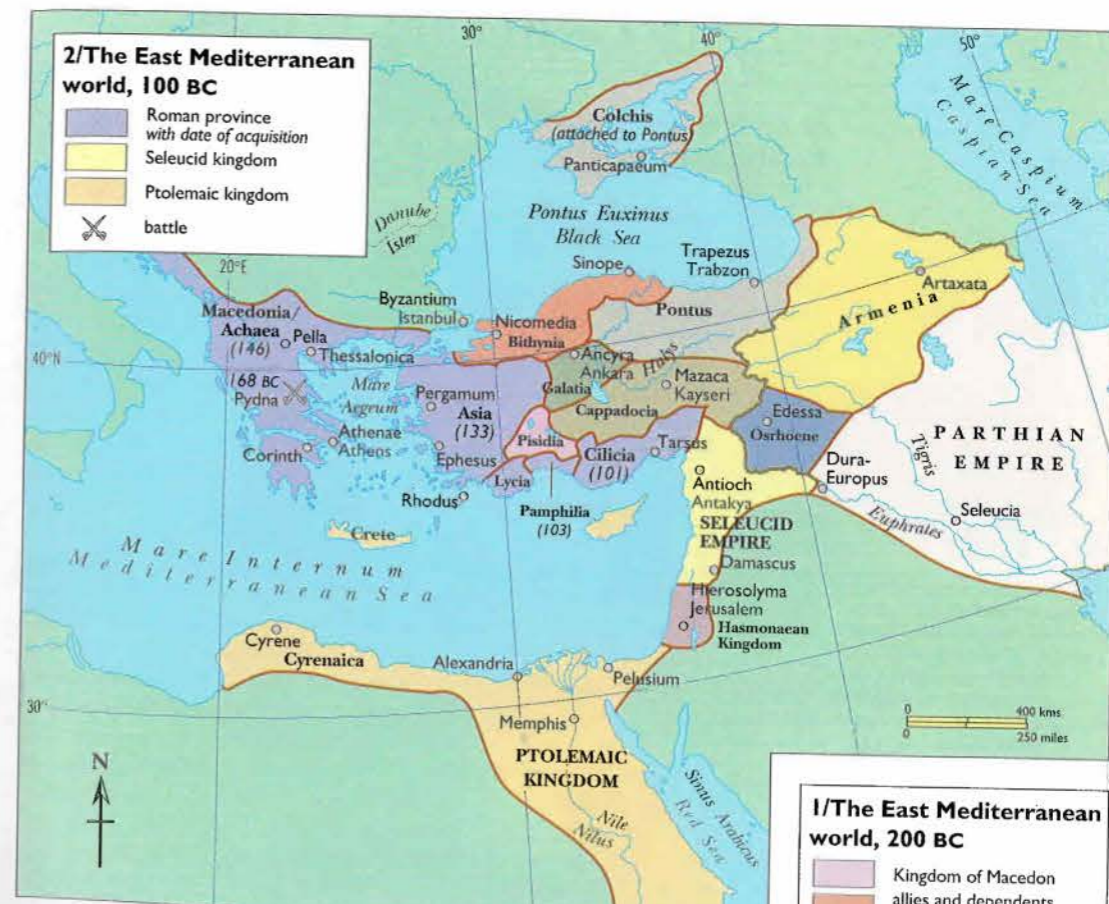 2/The East Mediterranean
world, 100 BC
Roman province
with date of acquisition
Seleucid kingdom
Ptolemaic kingdom
battle
30°
40°
50°
Mare Caspium
Caspian Sea
Colchis
(attached to Pontus)
Panticapaeum
Danube
Ister
Pontus Euxinus
Black Sea
Sinope
Trapezus
Trabzon
Artaxata
Armenia
20°E
Byzantium
Istanbul
Nicomedia
Bithynia
Pontus
Macedonia/
Achaea
(146)
Pella
Thessalonica
40°N
168 BC
Pydna
Mare
Aegeum
Pergamum
Asia
(133)
Ancyra
Ankara
Halys
Galatia
Mazaca
Kayseri
Cappadocia
Edessa
Osrhoene
PARTHIAN
EMPIRE
Tigris
Athenae
Athens
Corinth
Ephesus
Pisidia
Lycia
Cilicia
(101)
Tarsus
Rhodus
Pamphilia
(103)
Antioch
Antakya
SELEUCID
EMPIRE
Dura-
Europus
Euphrates
Seleucia
Crete
Mare Internum
Mediterranean Sea
Damascus
Hierosolyma
Jerusalem
Hasmonaean
Kingdom
Cyrene
Cyrenaica
Alexandria
Pelusium
30°
Memphis
PTOLEMAIC
KINGDOM
Nile
Nilus
Sinus Arabicus
Red Sea
N
0 400 kms
0 250 miles
1/The East Mediterranean
world, 200 BC
Kingdom of Macedon
allies and dependents